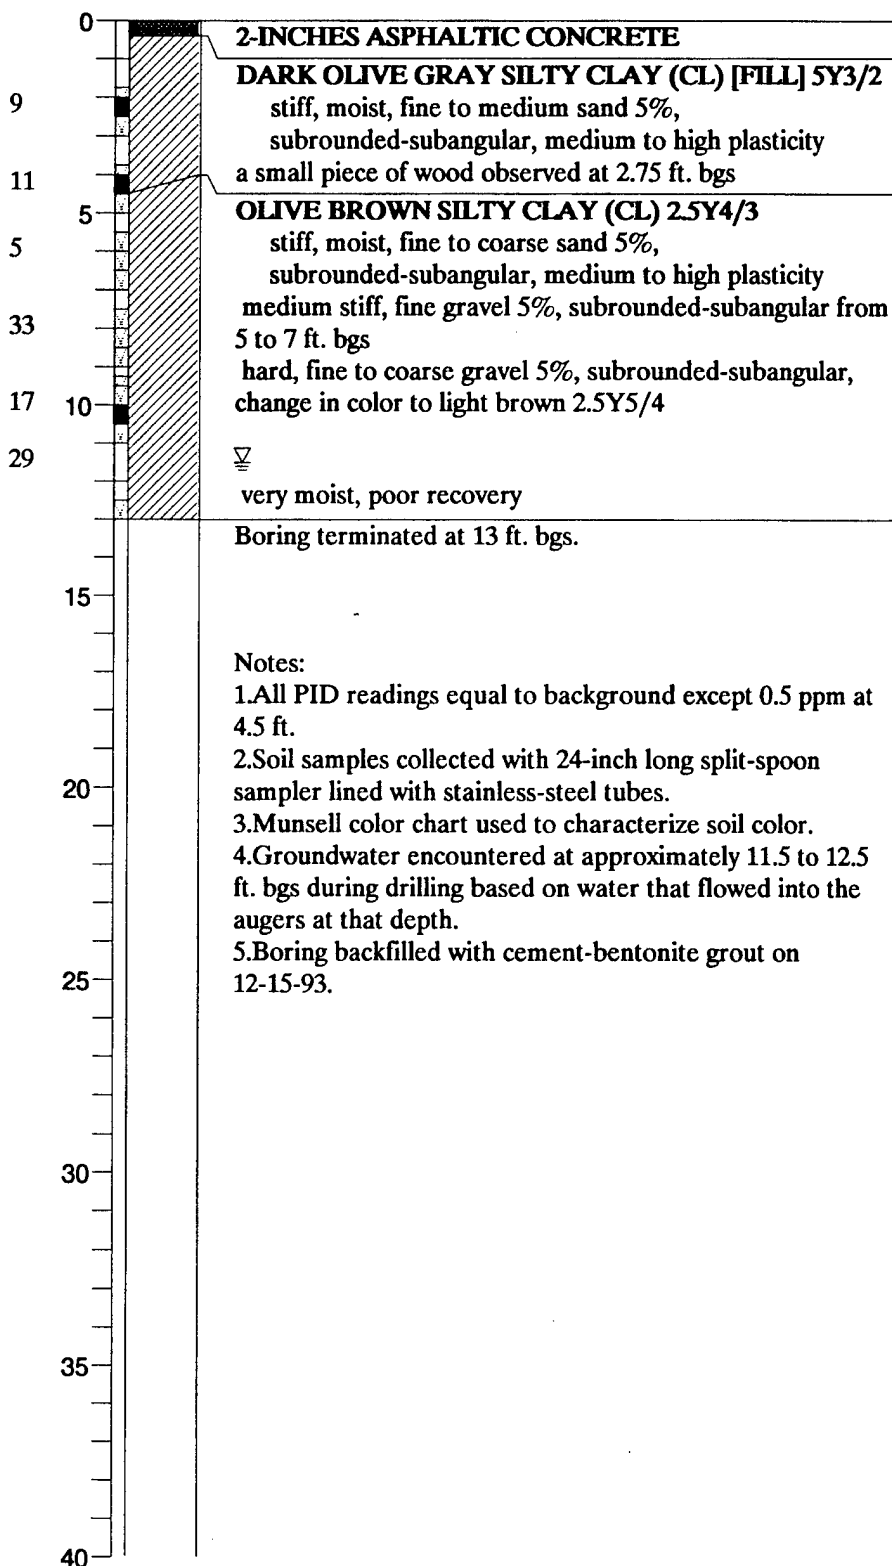 0
2-INCHES ASPHALTIC CONCRETE
DARK OLIVE GRAY SILTY CLAY (CL) [FILL] 5Y3/2
9
stiff, moist, fine to medium sand 5%,
subrounded-subangular, medium to high plasticity
a small piece of wood observed at 2.75 ft. bgs
11
5
OLIVE BROWN SILTY CLAY (CL) 2.5Y4/3
5
stiff, moist, fine to coarse sand 5%,
subrounded-subangular, medium to high plasticity
medium stiff, fine gravel 5%, subrounded-subangular from
33
5 to 7 ft. bgs
hard, fine to coarse gravel 5%, subrounded-subangular,
17
10
change in color to light brown 2.5Y5/4
29
very moist, poor recovery
Boring terminated at 13 ft. bgs.
15
Notes:
1.All PID readings equal to background except 0.5 ppm at
4.5 ft.
2.Soil samples collected with 24-inch long split-spoon
20
sampler lined with stainless-steel tubes.
3.Munsell color chart used to characterize soil color.
4.Groundwater encountered at approximately 11.5 to 12.5
ft. bgs during drilling based on water that flowed into the
augers at that depth.
5.Boring backfilled with cement-bentonite grout on
25
12-15-93.
30
35
40